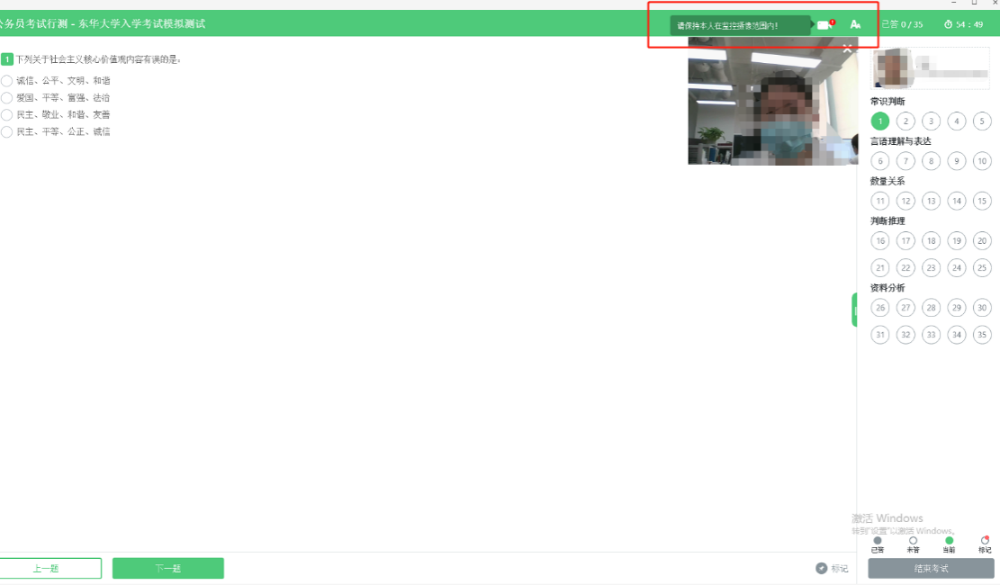 公务员考试行测 - 东华大学入学考试模拟测试
请保持本人在监控摄像范围内!
已答 0 / 35
54 : 49
1 下列关于社会主义核心价值观内容有误的是。
诚信、公平、文明、和谐
爱国、平等、富强、法治
民主、敬业、和谐、友善
民主、平等、公正、诚信
常识判断
1 2 3 4 5
言语理解与表达
6 7 8 9 10
数量关系
11 12 13 14 15
判断推理
16 17 18 19 20
21 22 23 24 25
资料分析
26 27 28 29 30
31 32 33 34 35
激活 Windows
转到"设置"以激活 Windows。
已答 未答 当前 标记
上一题
下一题
标记
结束考试